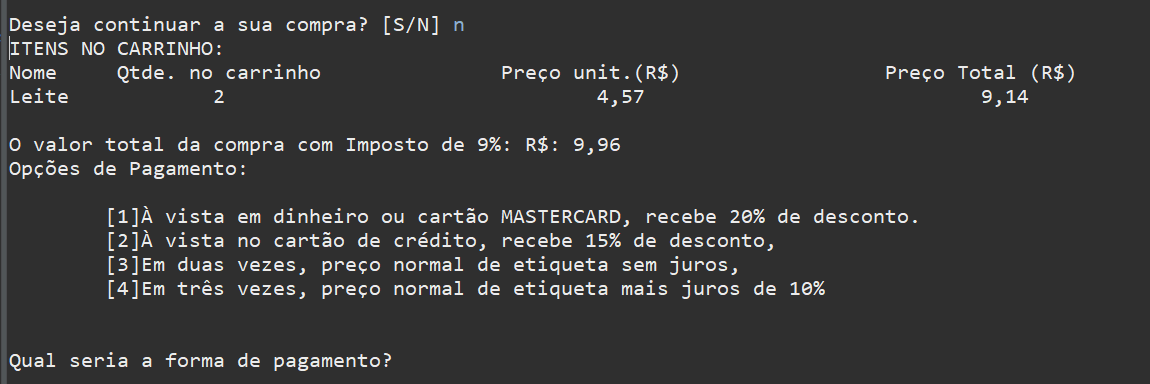 Deseja continuar a sua compra? [S/N] n
ITENS NO CARRINHO:
Nome     Qtde. no carrinho               Preço unit.(R$)                 Preço Total (R$)
Leite            2                               4,57                            9,14
O valor total da compra com Imposto de 9%: R$: 9,96
Opções de Pagamento:
[1]À vista em dinheiro ou cartão MASTERCARD, recebe 20% de desconto.
[2]À vista no cartão de crédito, recebe 15% de desconto,
[3]Em duas vezes, preço normal de etiqueta sem juros,
[4]Em três vezes, preço normal de etiqueta mais juros de 10%
Qual seria a forma de pagamento?